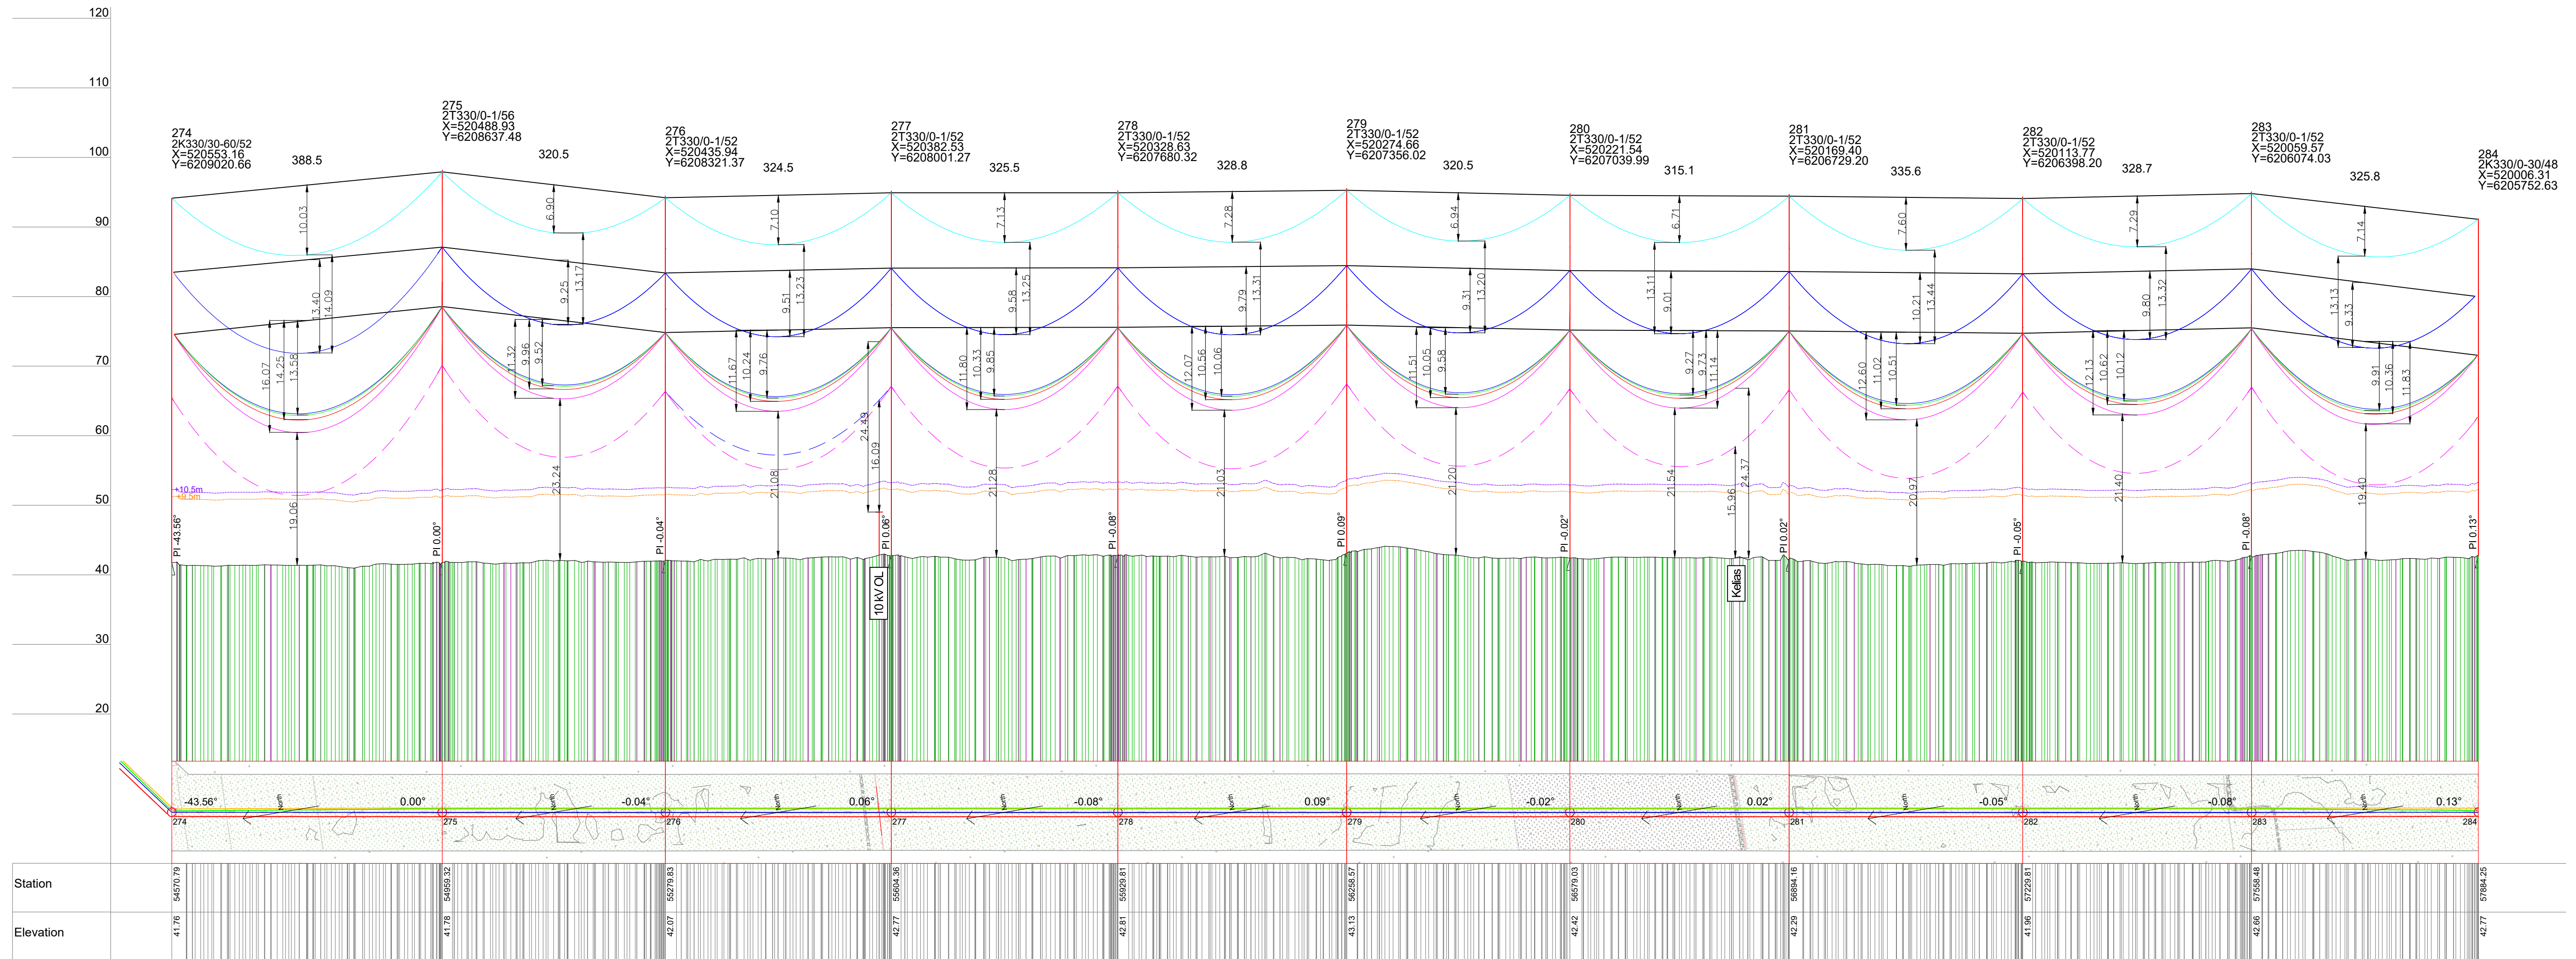 120
110
100
90
80
70
60
50
40
30
20
274
2K330/30-60/52
X=520553.16
Y=6209020.66
388.5
275
2T330/0-1/56
X=520488.93
Y=6208637.48
320.5
276
2T330/0-1/52
X=520435.94
Y=6208321.37
324.5
277
2T330/0-1/52
X=520382.53
Y=6208001.27
325.5
278
2T330/0-1/52
X=520328.63
Y=6207680.32
328.8
279
2T330/0-1/52
X=520274.66
Y=6207356.02
320.5
280
2T330/0-1/52
X=520221.54
Y=6207039.99
315.1
281
2T330/0-1/52
X=520169.40
Y=6206729.20
335.6
282
2T330/0-1/52
X=520113.77
Y=6206398.20
328.7
283
2T330/0-1/52
X=520059.57
Y=6206074.03
325.8
284
2K330/0-30/48
X=520006.31
Y=6205752.63
10.03
13.40
14.09
16.07
14.25
13.58
19.06
6.90
9.25
13.17
11.32
9.96
9.52
23.24
7.10
9.51
13.23
11.67
10.24
9.76
21.08
24.49
16.09
7.13
9.58
13.25
11.80
10.33
9.85
21.28
7.28
9.79
13.31
12.07
10.56
10.06
21.03
6.94
9.31
13.20
11.51
10.05
9.58
21.20
6.71
13.11
9.01
9.27
9.73
11.14
21.54
15.96
24.37
7.60
10.21
13.44
12.60
11.02
10.51
20.97
7.29
9.80
13.32
12.13
10.62
10.12
21.40
7.14
13.13
9.33
9.91
10.36
11.83
19.40
+10.5m
+9.5m
PI -43.56°
PI 0.00°
PI -0.04°
PI 0.06°
PI -0.08°
PI 0.09°
PI -0.02°
PI 0.02°
PI -0.05°
PI -0.08°
PI 0.13°
10 kV OL
Kelias
-43.56°
North
0.00°
North
-0.04°
North
0.06°
North
-0.08°
North
0.09°
North
-0.02°
North
0.02°
North
-0.05°
North
-0.08°
North
0.13°
274
275
276
277
278
279
280
281
282
283
284
Station
54570.79
54959.32
55279.83
55604.36
55929.81
56258.57
56579.03
56894.16
57229.81
57558.48
57884.25
Elevation
41.76
41.78
42.07
42.77
42.81
43.13
42.42
42.29
41.96
42.66
42.77